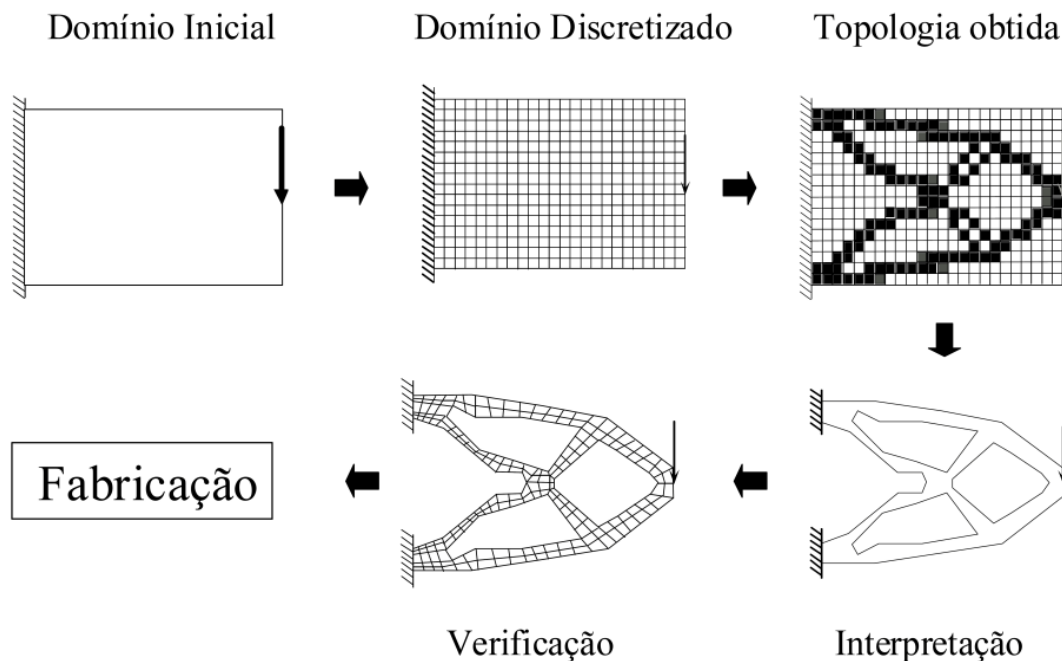 Domínio Inicial
Domínio Discretizado
Topologia obtida
Fabricação
Verificação
Interpretação